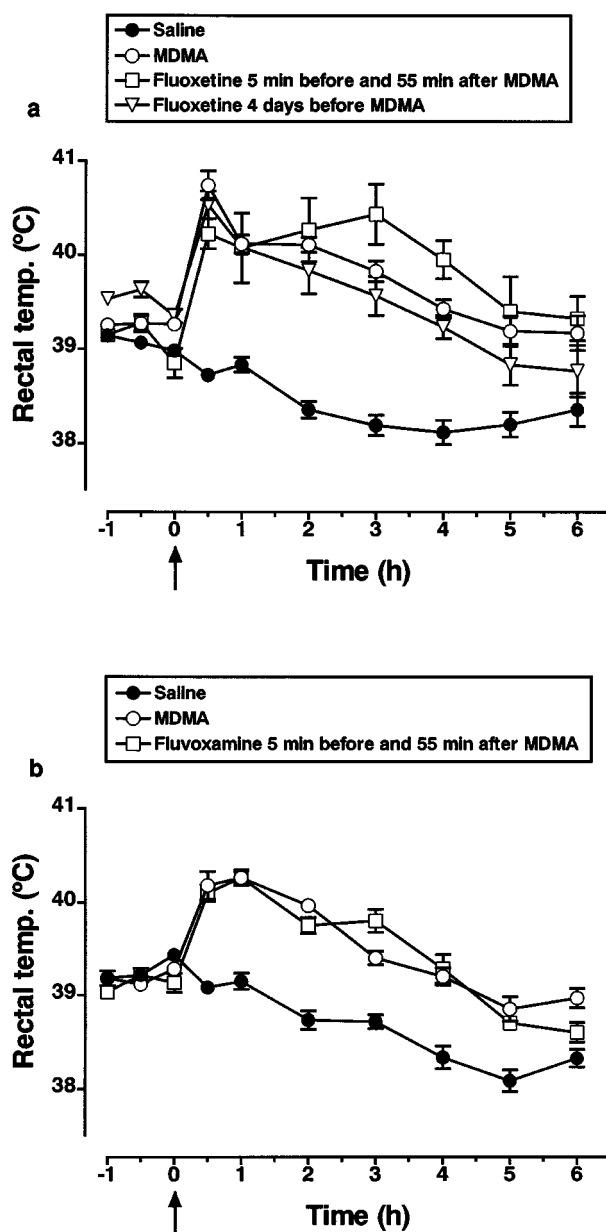 Saline
MDMA
Fluoxetine 5 min before and 55 min after MDMA
Fluoxetine 4 days before MDMA
a
41
40
39
38
Rectal temp. (ºC)
-1 0 1 2 3 4 5 6
Time (h)
Saline
MDMA
Fluvoxamine 5 min before and 55 min after MDMA
b
41
40
39
38
Rectal temp. (ºC)
-1 0 1 2 3 4 5 6
Time (h)